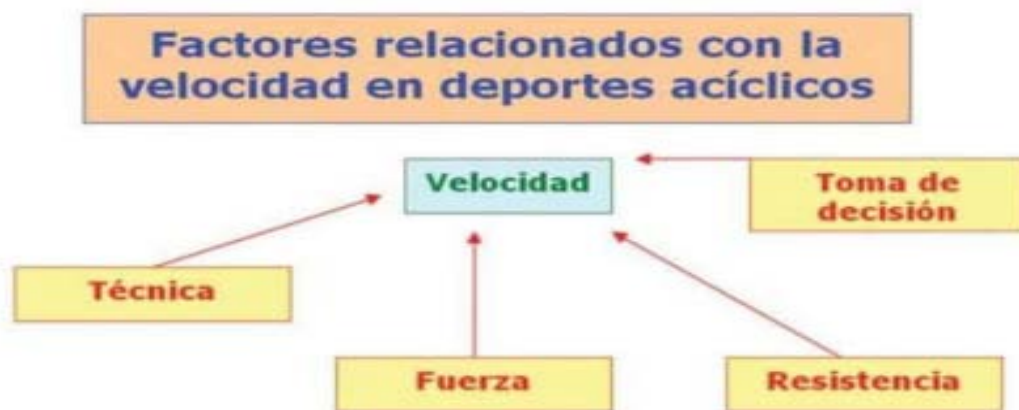 Factores relacionados con la
velocidad en deportes acíclicos
Velocidad
Toma de
decisión
Técnica
Fuerza
Resistencia